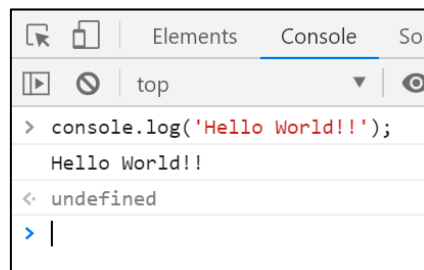 Elements Console So
top
> console.log('Hello World!!');
Hello World!!
undefined
>